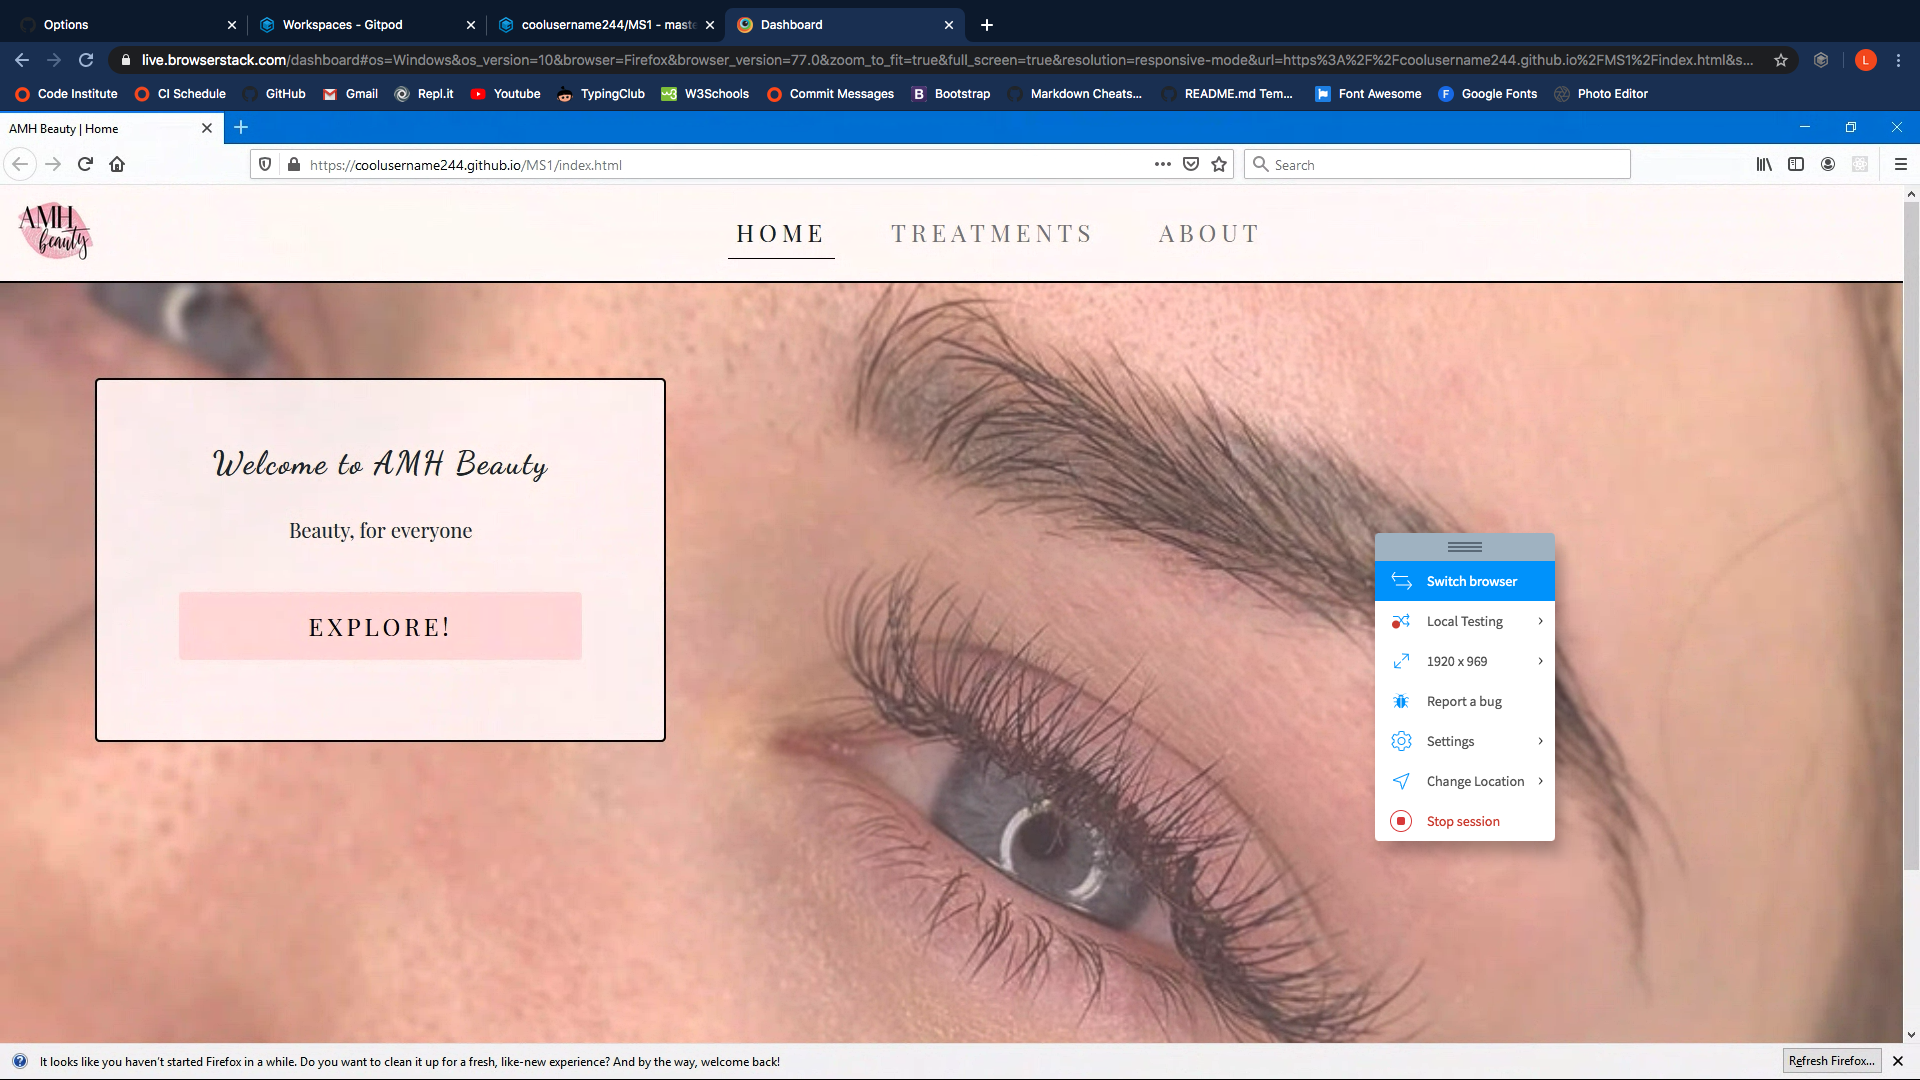 Options
Workspaces - Gitpod
coolusername244/MS1 - maste
Dashboard
live.browserstack.com/dashboard#os=Windows&os_version=10&browser=Firefox&browser_version=77.0&zoom_to_fit=true&full_screen=true&resolution=responsive-mode&url=https%3A%2F%2Fcoolusername244.github.io%2FMS1%2Findex.html&s...
L
Code Institute
CI Schedule
GitHub
Gmail
Repl.it
Youtube
TypingClub
W3Schools
Commit Messages
B Bootstrap
Markdown Cheats...
README.md Tem...
Font Awesome
F Google Fonts
Photo Editor
AMH Beauty | Home
https://coolusername244.github.io/MS1/index.html
Search
AMH
beauty
HOME
TREATMENTS
ABOUT
Welcome to AMH Beauty
Beauty, for everyone
EXPLORE!
Switch browser
Local Testing
1920 x 969
Report a bug
Settings
Change Location
Stop session
It looks like you haven't started Firefox in a while. Do you want to clean it up for a fresh, like-new experience? And by the way, welcome back!
Refresh Firefox...